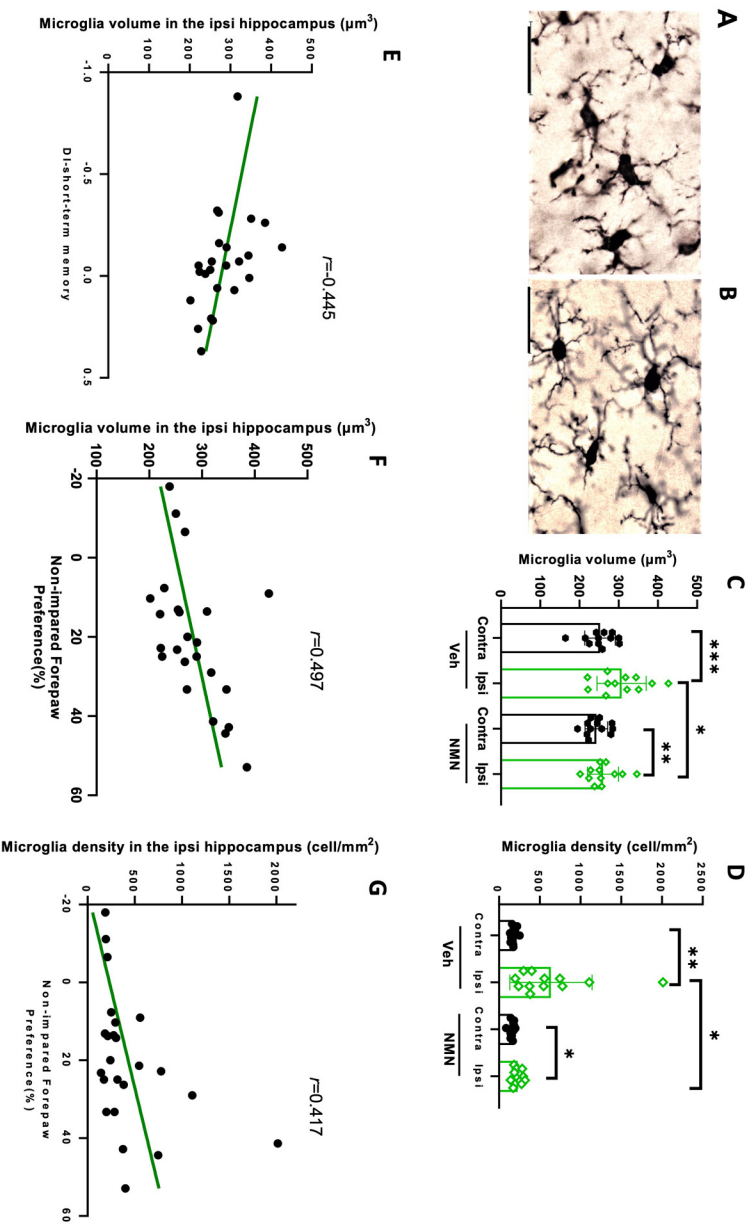 A
B
C
Microglia volume (µm³)
500
400
300
200
100
0
***
*
**
Contra
Ipsi
Contra
Ipsi
Veh
NMN
D
Microglia density (cell/mm²)
2500
2000
1500
1000
500
0
**
*
*
Contra
Ipsi
Contra
Ipsi
Veh
NMN
E
Microglia volume in the ipsi hippocampus (µm³)
500
400
300
200
100
0
r=-0.445
-1.0
-0.5
0.0
0.5
DI-short-term memory
F
Microglia volume in the ipsi hippocampus (µm³)
500
400
300
200
100
r=0.497
-20
0
20
40
60
Non-impared Forepaw
Preference(%)
G
Microglia density in the ipsi hippocampus (cell/mm²)
2000
1500
1000
500
0
r=0.417
-20
0
20
40
60
Non-impared Forepaw
Preference(%)